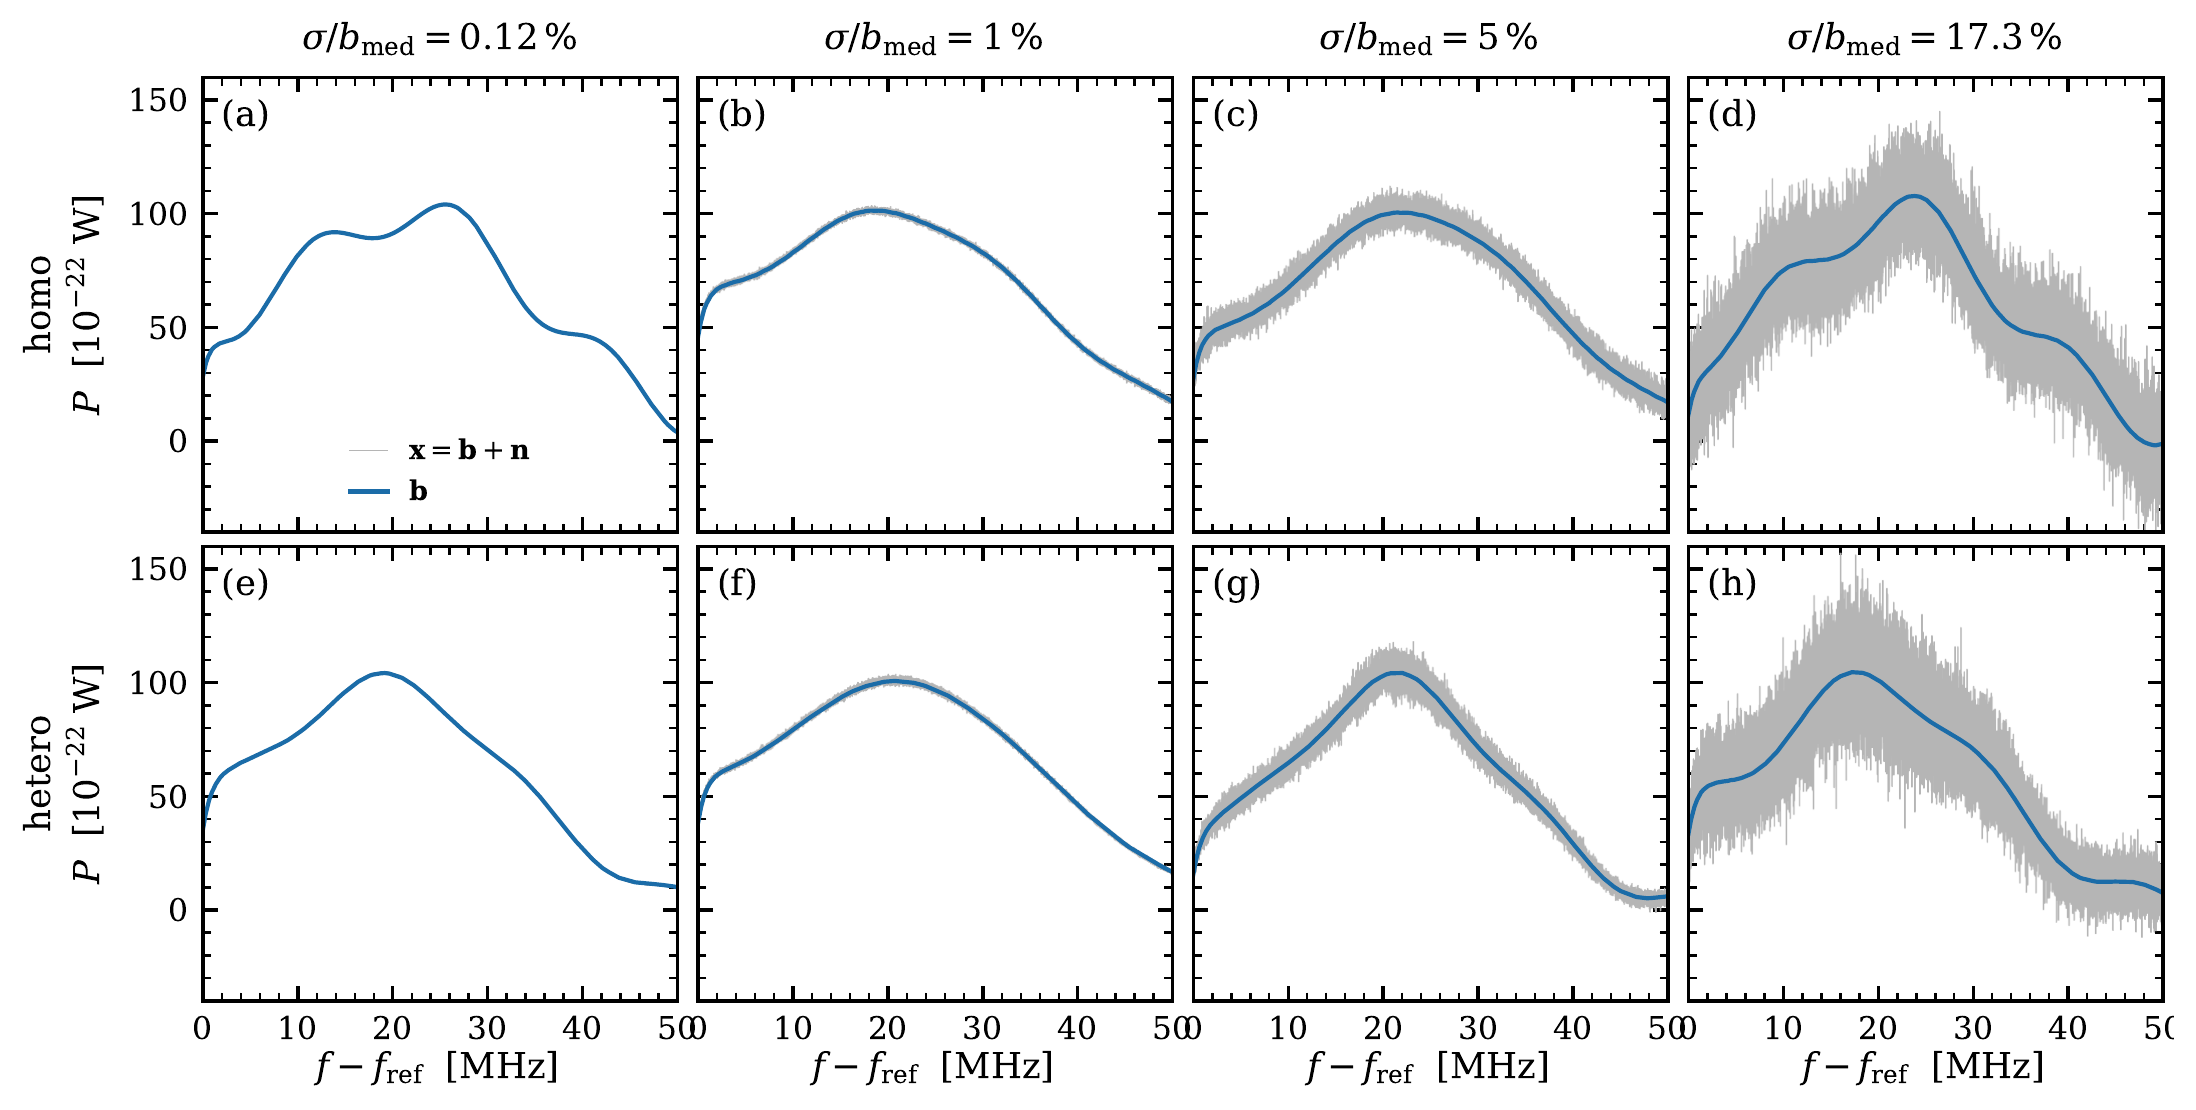 σ/b_med = 0.12 % σ/b_med = 1 % σ/b_med = 5 % σ/b_med = 17.3 %
homo
P [10⁻²² W]
150
100
50
0
(a)
x = b + n
b
(b)
(c)
(d)
hetero
P [10⁻²² W]
150
100
50
0
(e)
(f)
(g)
(h)
0 10 20 30 40 50 0 10 20 30 40 50 0 10 20 30 40 50 0 10 20 30 40
f − f_ref [MHz] f − f_ref [MHz] f − f_ref [MHz] f − f_ref [MHz]